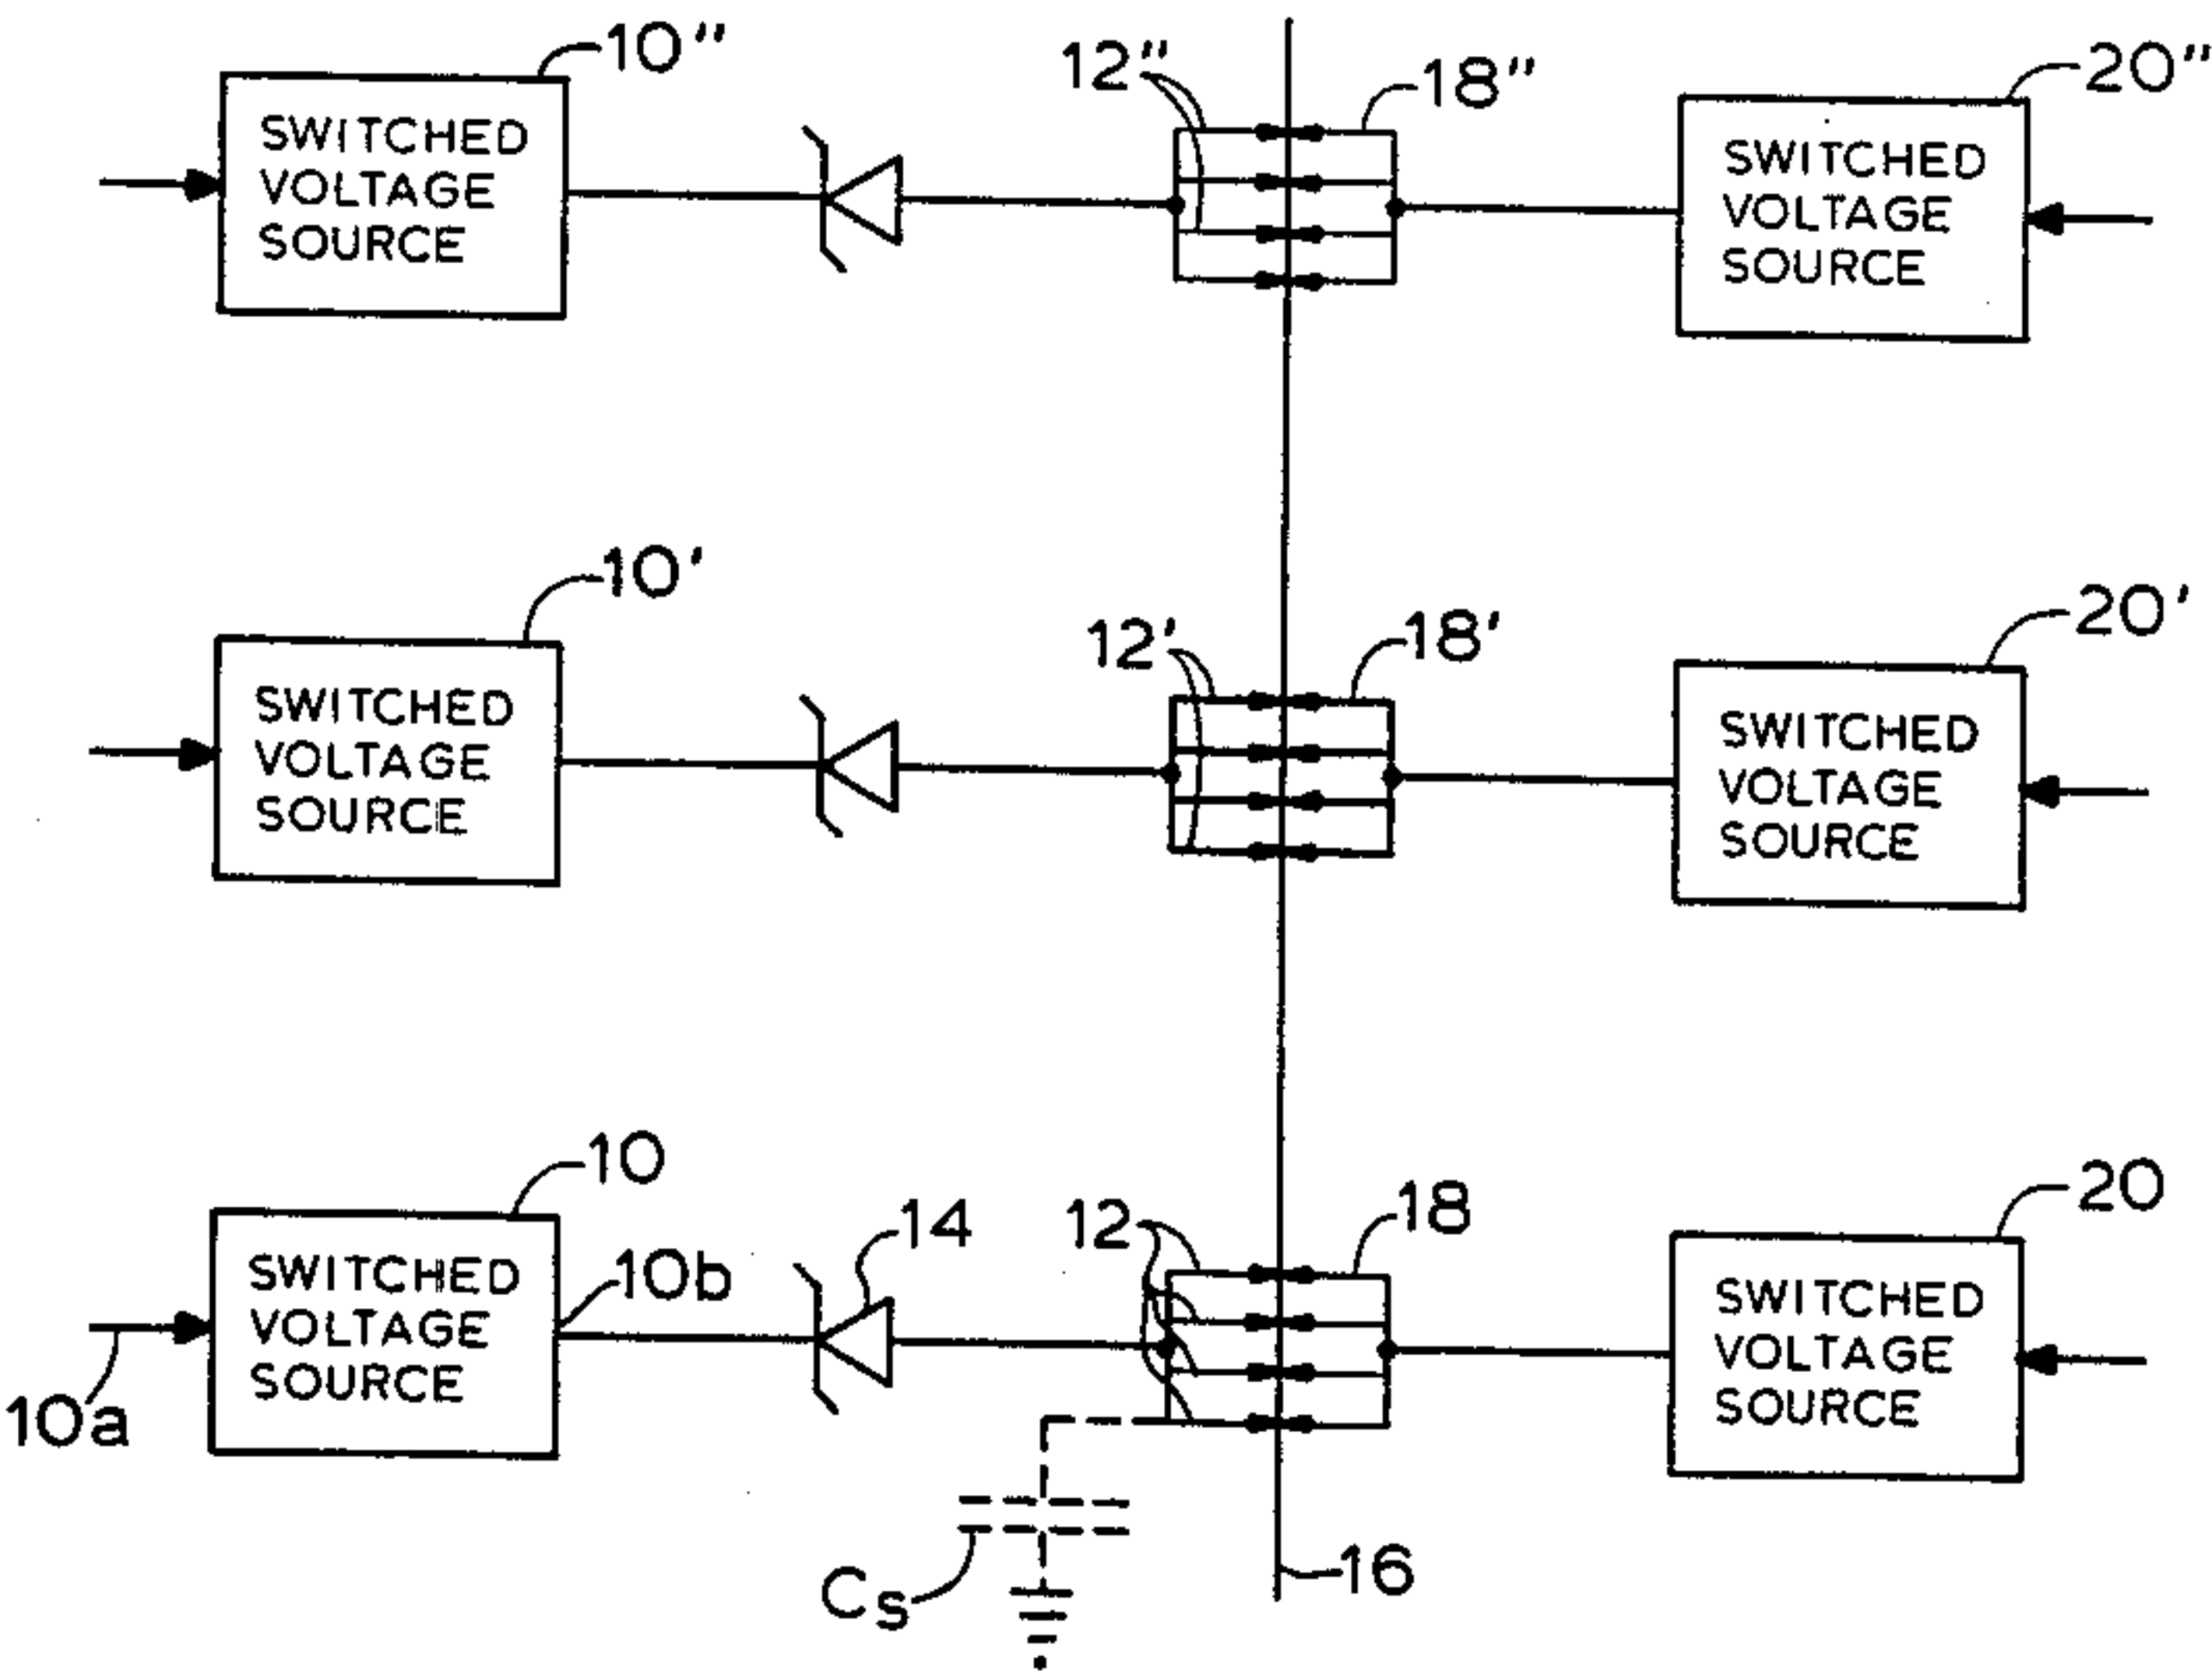 10"
12"
18"
20"
SWITCHED
VOLTAGE
SOURCE
SWITCHED
VOLTAGE
SOURCE
10'
12'
18'
20'
SWITCHED
VOLTAGE
SOURCE
SWITCHED
VOLTAGE
SOURCE
10
14
12
18
20
10b
SWITCHED
VOLTAGE
SOURCE
SWITCHED
VOLTAGE
SOURCE
10a
Cs
16